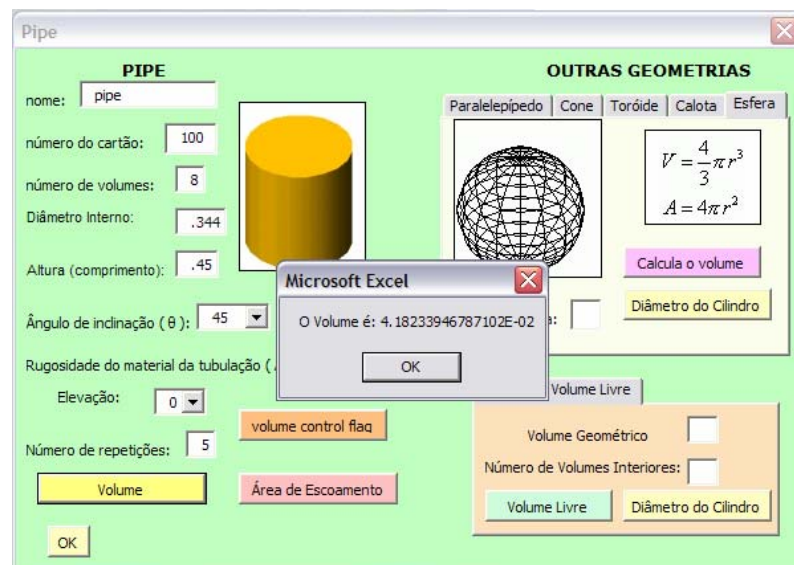 Pipe
PIPE
nome: pipe
número do cartão: 100
número de volumes: 8
Diâmetro Interno: .344
Altura (comprimento): .45
Ângulo de inclinação ( θ ): 45
Rugosidade do material da tubulação (
Elevação: 0
Número de repetições: 5
volume control flag
Volume
Área de Escoamento
OK
OUTRAS GEOMETRIAS
Paralelepípedo Cone Toróide Calota Esfera
V = 4/3 π r³
A = 4π r²
Calcula o volume
Diâmetro do Cilindro
Microsoft Excel
O Volume é: 4.18233946787102E-02
OK
Volume Livre
Volume Geométrico
Número de Volumes Interiores:
Volume Livre
Diâmetro do Cilindro